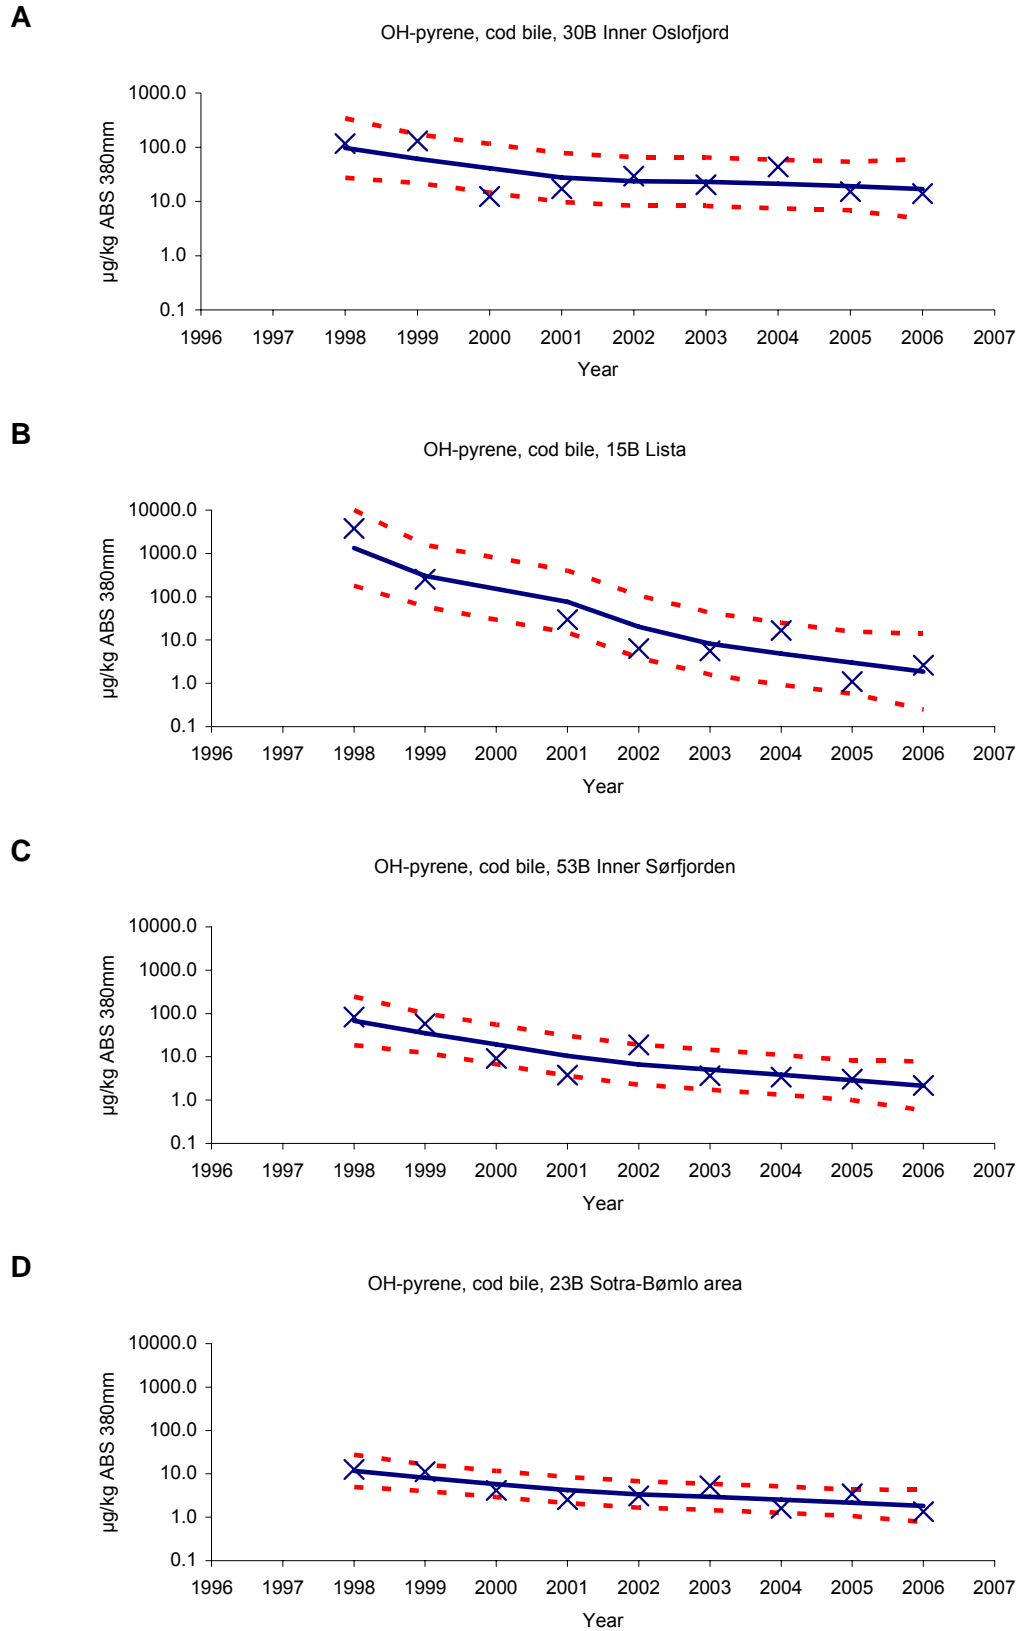 A
OH-pyrene, cod bile, 30B Inner Oslofjord
1000.0
100.0
10.0
1.0
0.1
µg/kg ABS 380mm
1996 1997 1998 1999 2000 2001 2002 2003 2004 2005 2006 2007
Year
B
OH-pyrene, cod bile, 15B Lista
10000.0
1000.0
100.0
10.0
1.0
0.1
µg/kg ABS 380mm
1996 1997 1998 1999 2000 2001 2002 2003 2004 2005 2006 2007
Year
C
OH-pyrene, cod bile, 53B Inner Sørfjorden
10000.0
1000.0
100.0
10.0
1.0
0.1
µg/kg ABS 380mm
1996 1997 1998 1999 2000 2001 2002 2003 2004 2005 2006 2007
Year
D
OH-pyrene, cod bile, 23B Sotra-Bømlo area
10000.0
1000.0
100.0
10.0
1.0
0.1
µg/kg ABS 380mm
1996 1997 1998 1999 2000 2001 2002 2003 2004 2005 2006 2007
Year